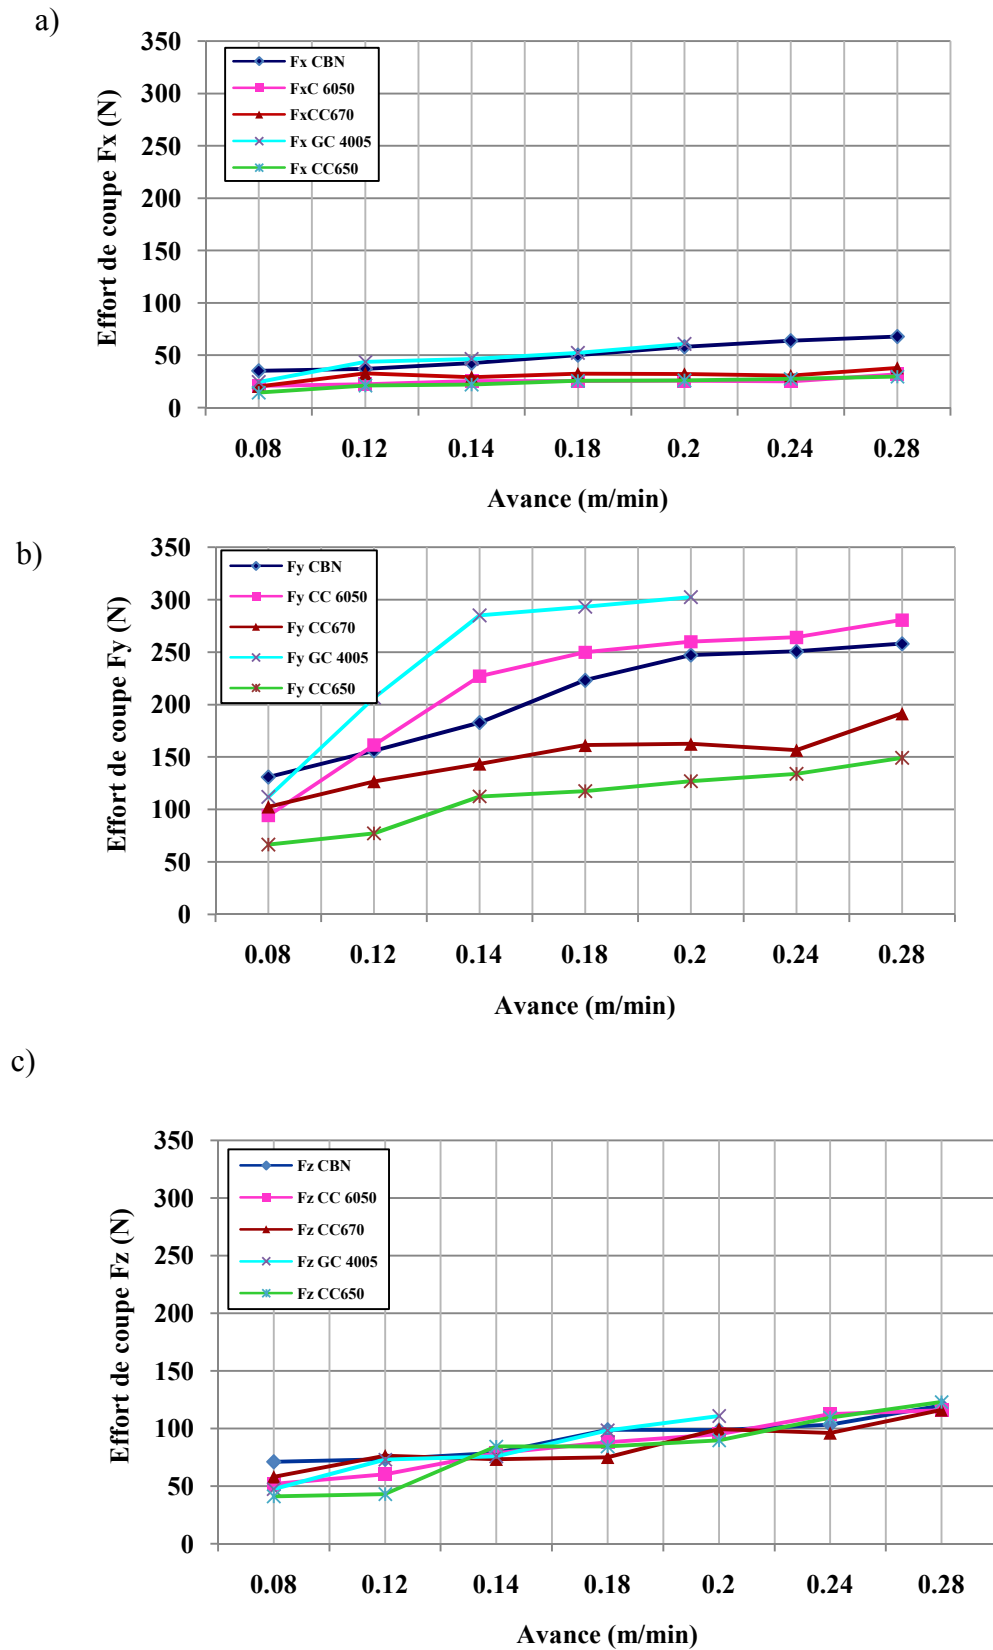 a)
Effort de coupe Fx (N)
350
300
250
200
150
100
50
0
Fx CBN
FxC 6050
FxCC670
Fx GC 4005
Fx CC650
0.08 0.12 0.14 0.18 0.2 0.24 0.28
Avance (m/min)
b)
Effort de coupe Fy (N)
350
300
250
200
150
100
50
0
Fy CBN
Fy CC 6050
Fy CC670
Fy GC 4005
Fy CC650
0.08 0.12 0.14 0.18 0.2 0.24 0.28
Avance (m/min)
c)
Effort de coupe Fz (N)
350
300
250
200
150
100
50
0
Fz CBN
Fz CC 6050
Fz CC670
Fz GC 4005
Fz CC650
0.08 0.12 0.14 0.18 0.2 0.24 0.28
Avance (m/min)